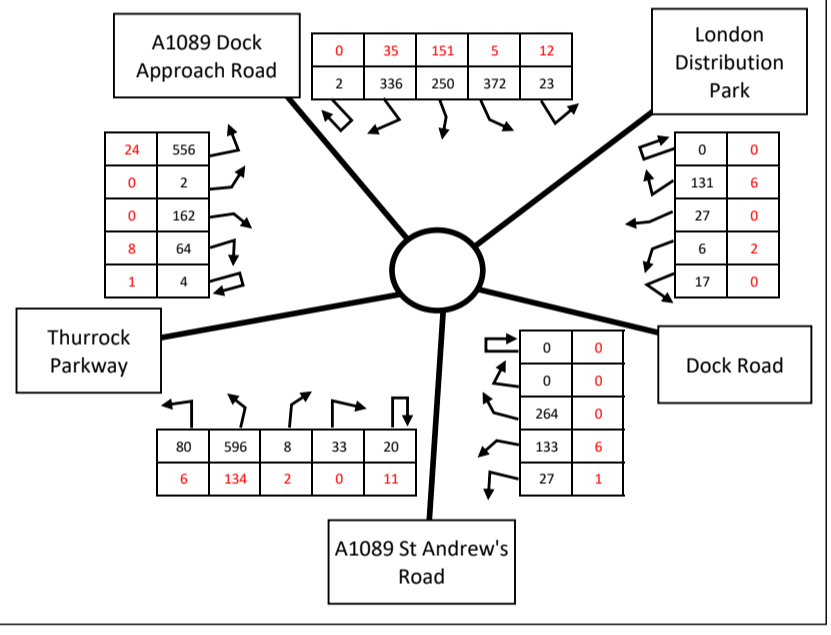 A1089 Dock
Approach Road
0 35 151 5 12
2 336 250 372 23
London
Distribution
Park
24 556
0 2
0 162
8 64
1 4
0 0
131 6
27 0
6 2
17 0
Thurrock
Parkway
Dock Road
0 0
0 0
264 0
133 6
27 1
80 596 8 33 20
6 134 2 0 11
A1089 St Andrew's
Road